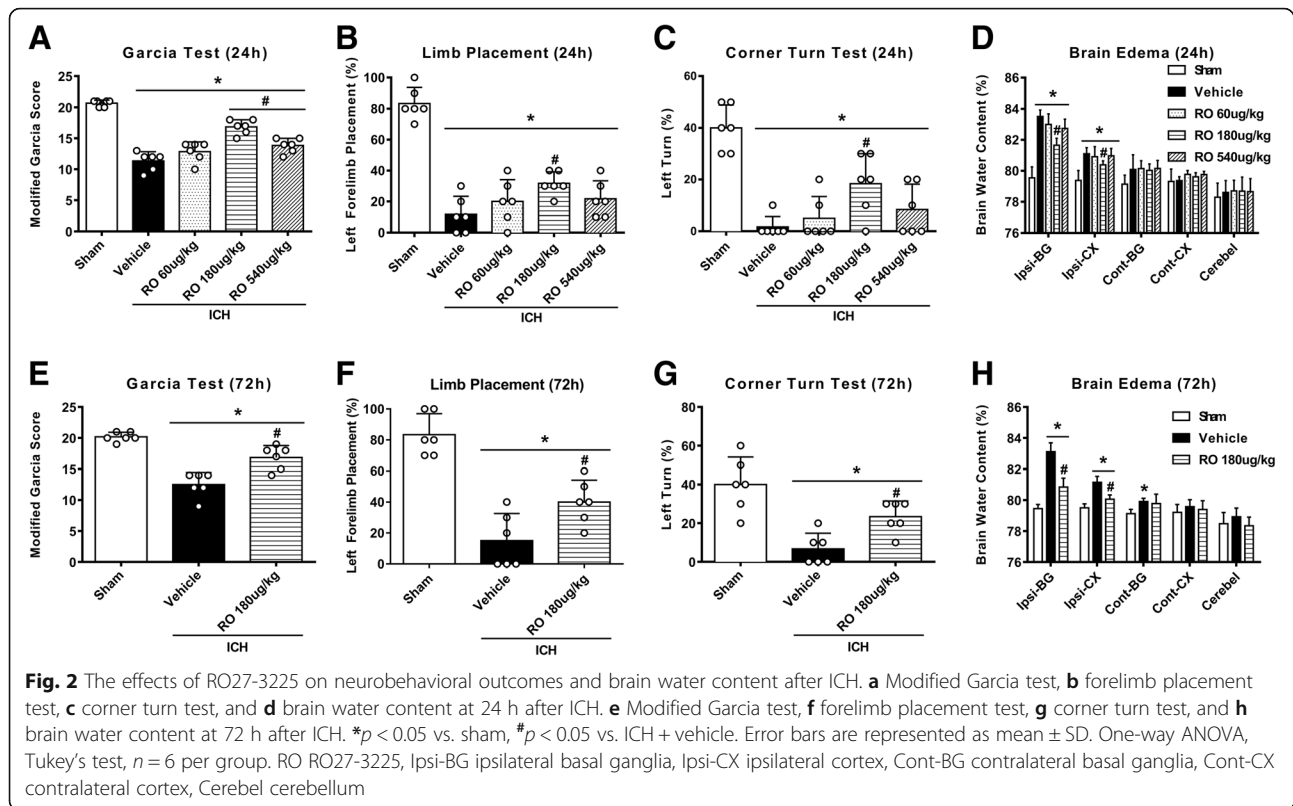 A
Garcia Test (24h)
Modified Garcia Score
25
20
15
10
5
0
*
#
Sham
Vehicle
RO 60ug/kg
RO 180ug/kg
RO 540ug/kg
ICH
B
Limb Placement (24h)
Left Forelimb Placement (%)
100
80
60
40
20
0
*
#
Sham
Vehicle
RO 60ug/kg
RO 180ug/kg
RO 540ug/kg
ICH
C
Corner Turn Test (24h)
Left Turn (%)
60
40
20
0
*
#
Sham
Vehicle
RO 60ug/kg
RO 180ug/kg
RO 540ug/kg
ICH
D
Brain Edema (24h)
Brain Water Content (%)
86
84
82
80
78
76
Sham
Vehicle
RO 60ug/kg
RO 180ug/kg
RO 540ug/kg
*
#
*
#
Ipsi-BG
Ipsi-CX
Cont-BG
Cont-CX
Cerebel
E
Garcia Test (72h)
Modified Garcia Score
25
20
15
10
5
0
*
#
Sham
Vehicle
RO 180ug/kg
ICH
F
Limb Placement (72h)
Left Forelimb Placement (%)
100
80
60
40
20
0
*
#
Sham
Vehicle
RO 180ug/kg
ICH
G
Corner Turn Test (72h)
Left Turn (%)
80
60
40
20
0
*
#
Sham
Vehicle
RO 180ug/kg
ICH
H
Brain Edema (72h)
Brain Water Content (%)
86
84
82
80
78
76
Sham
Vehicle
RO 180ug/kg
*
#
*
#
*
Ipsi-BG
Ipsi-CX
Cont-BG
Cont-CX
Cerebel
Fig. 2 The effects of RO27-3225 on neurobehavioral outcomes and brain water content after ICH. a Modified Garcia test, b forelimb placement
test, c corner turn test, and d brain water content at 24 h after ICH. e Modified Garcia test, f forelimb placement test, g corner turn test, and h
brain water content at 72 h after ICH. *p < 0.05 vs. sham, #p < 0.05 vs. ICH + vehicle. Error bars are represented as mean ± SD. One-way ANOVA,
Tukey's test, n = 6 per group. RO RO27-3225, Ipsi-BG ipsilateral basal ganglia, Ipsi-CX ipsilateral cortex, Cont-BG contralateral basal ganglia, Cont-CX
contralateral cortex, Cerebel cerebellum